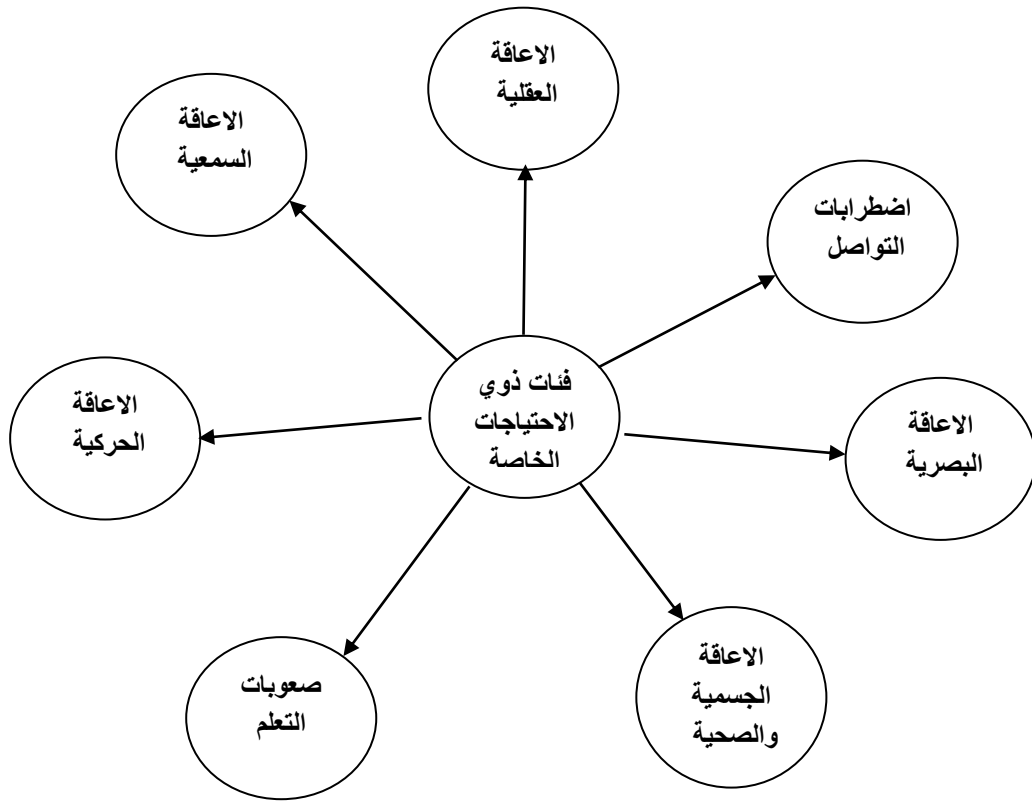 الاعاقة
العقلية
الاعاقة
السمعية
اضطرابات
التواصل
فئات ذوي
الاحتياجات
الخاصة
الاعاقة
الحركية
الاعاقة
البصرية
الاعاقة
الجسمية
والصحية
صعوبات
التعلم